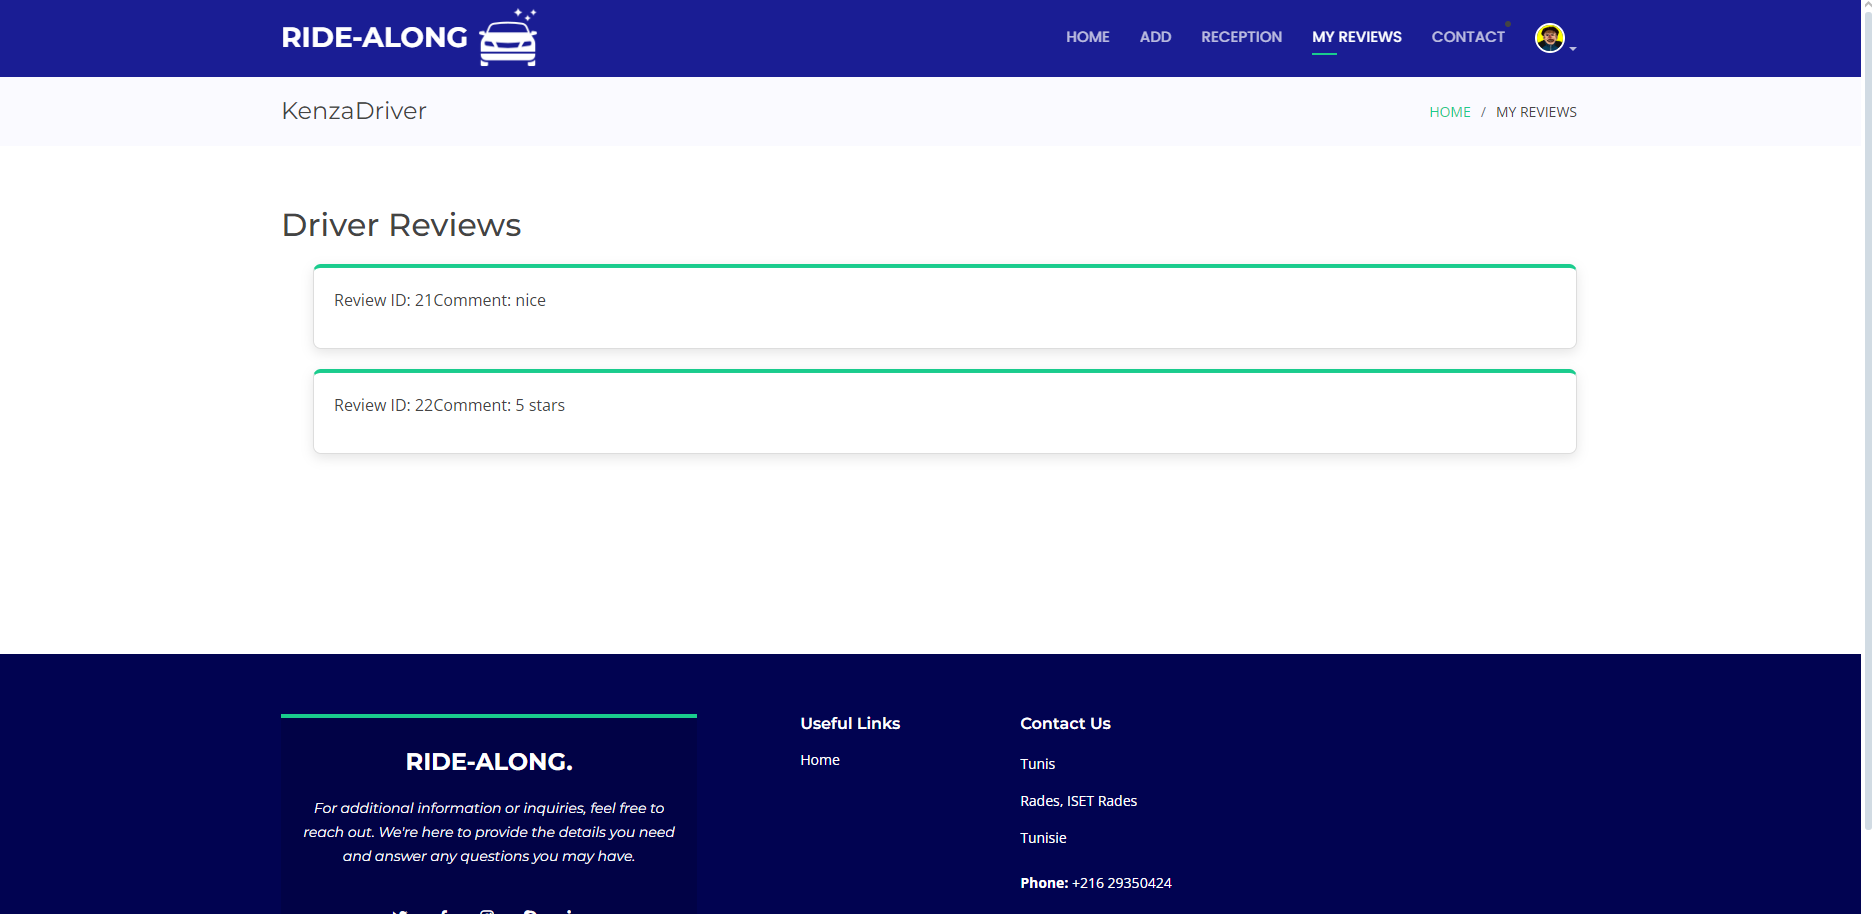 RIDE-ALONG
HOME ADD RECEPTION MY REVIEWS CONTACT
KenzaDriver
HOME / MY REVIEWS
Driver Reviews
Review ID: 21Comment: nice
Review ID: 22Comment: 5 stars
RIDE-ALONG.
For additional information or inquiries, feel free to
reach out. We're here to provide the details you need
and answer any questions you may have.
Useful Links
Home
Contact Us
Tunis
Rades, ISET Rades
Tunisie
Phone: +216 29350424